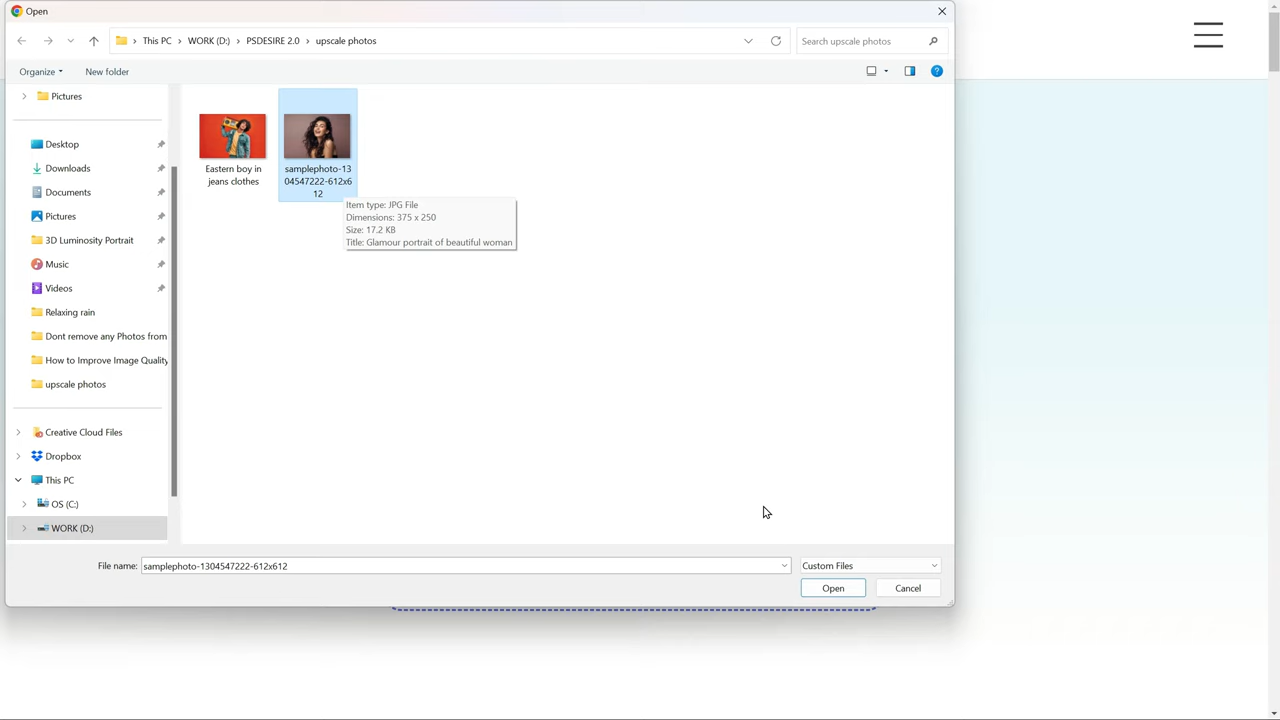 Open
This PC
WORK (D:)
PSDESIRE 2.0
upscale photos
Search upscale photos
Organize
New folder
Pictures
Desktop
Downloads
Documents
Pictures
3D Luminosity Portrait
Music
Videos
Relaxing rain
Dont remove any Photos from
How to Improve Image Quality
upscale photos
Creative Cloud Files
Dropbox
This PC
OS (C:)
WORK (D:)
Eastern boy in
jeans clothes
samplephoto-13
04547222-612x6
12
Item type: JPG File
Dimensions: 375 x 250
Size: 17.2 KB
Title: Glamour portrait of beautiful woman
File name:
samplephoto-1304547222-612x612
Custom Files
Open
Cancel